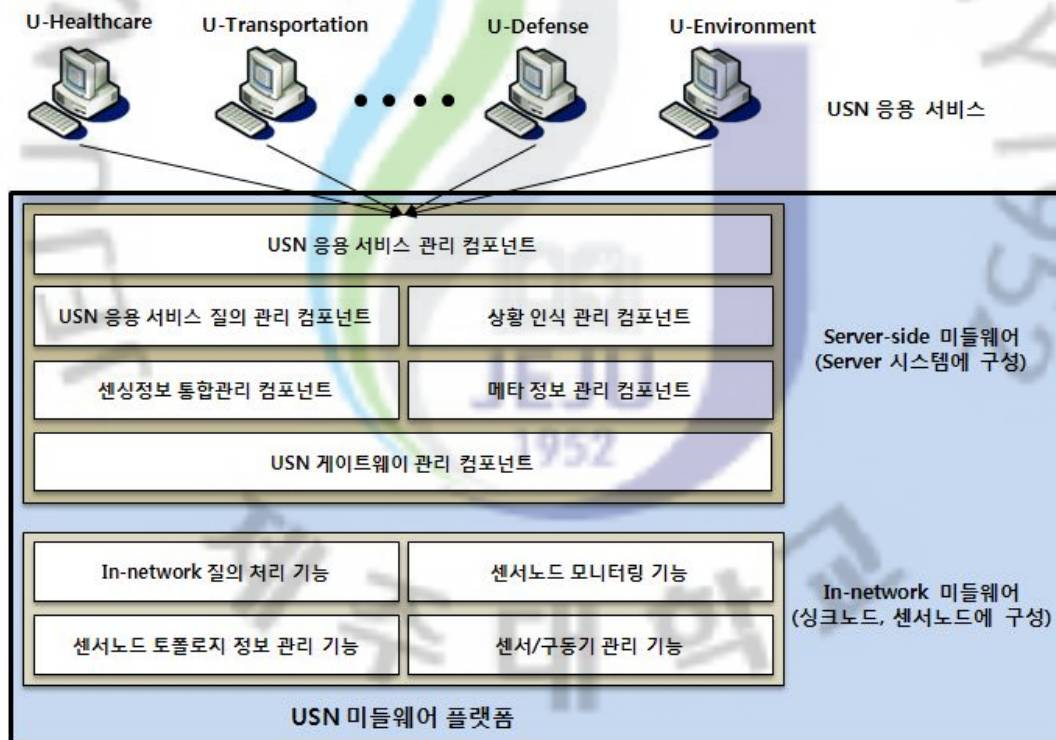 U-Healthcare
U-Transportation
U-Defense
U-Environment
USN 응용 서비스
USN 응용 서비스 관리 컴포넌트
USN 응용 서비스 질의 관리 컴포넌트
상황 인식 관리 컴포넌트
센싱정보 통합관리 컴포넌트
메타 정보 관리 컴포넌트
USN 게이트웨이 관리 컴포넌트
Server-side 미들웨어
(Server 시스템에 구성)
In-network 질의 처리 기능
센서노드 모니터링 기능
센서노드 토폴로지 정보 관리 기능
센서/구동기 관리 기능
In-network 미들웨어
(싱크노드, 센서노드에 구성)
USN 미들웨어 플랫폼
JEJU
1952
제주대학교